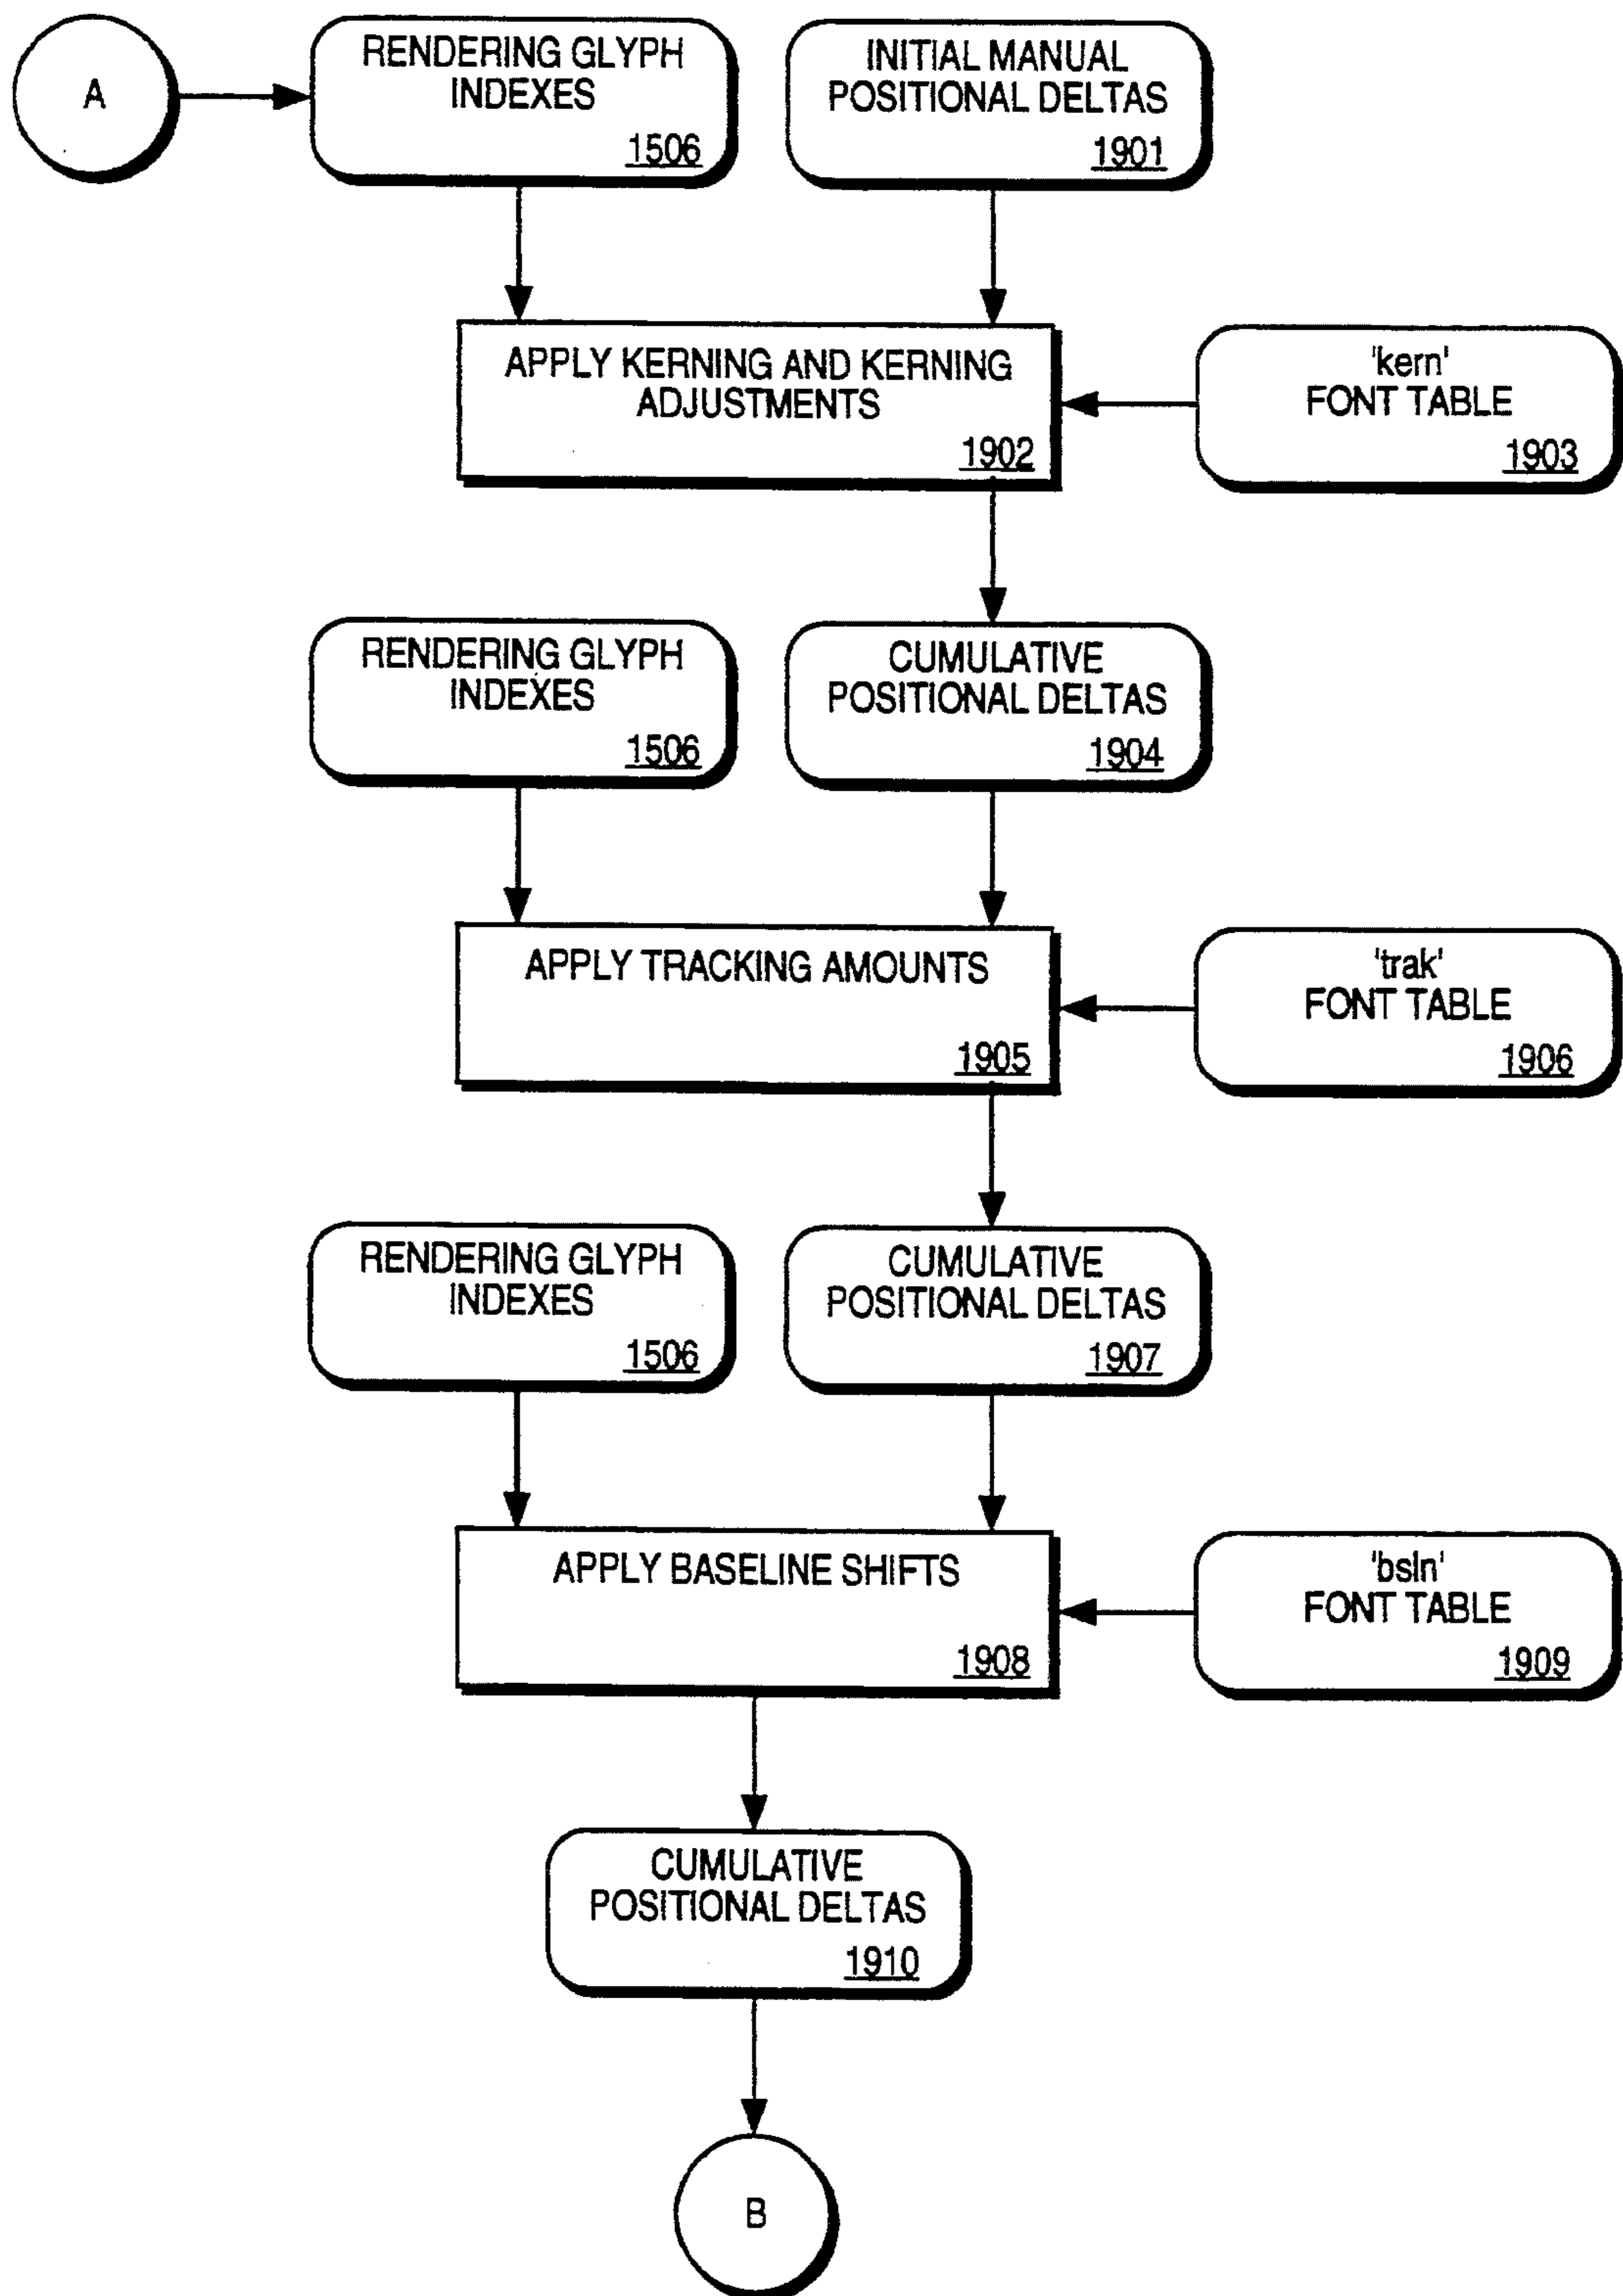 A
RENDERING GLYPH
INDEXES
1506
INITIAL MANUAL
POSITIONAL DELTAS
1901
APPLY KERNING AND KERNING
ADJUSTMENTS
1902
'kern'
FONT TABLE
1903
RENDERING GLYPH
INDEXES
1506
CUMULATIVE
POSITIONAL DELTAS
1904
APPLY TRACKING AMOUNTS
1905
'trak'
FONT TABLE
1906
RENDERING GLYPH
INDEXES
1506
CUMULATIVE
POSITIONAL DELTAS
1907
APPLY BASELINE SHIFTS
1908
'bsln'
FONT TABLE
1909
CUMULATIVE
POSITIONAL DELTAS
1910
B